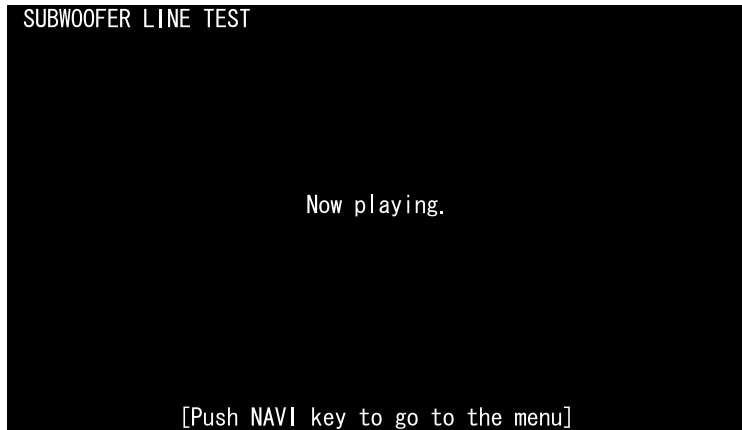 SUBWOOFER LINE TEST
Now playing.
[Push NAVI key to go to the menu]